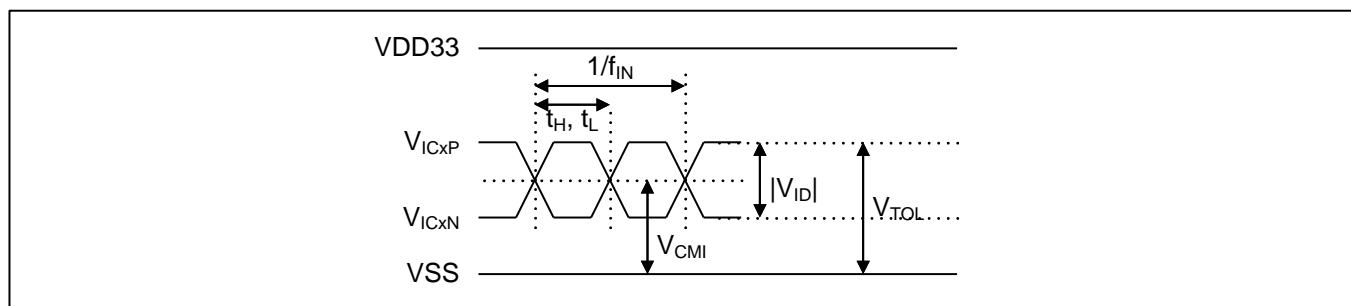 VDD33
1/fIN
tH, tL
VICxP
|VID|
VTOL
VICxN
VCMI
VSS